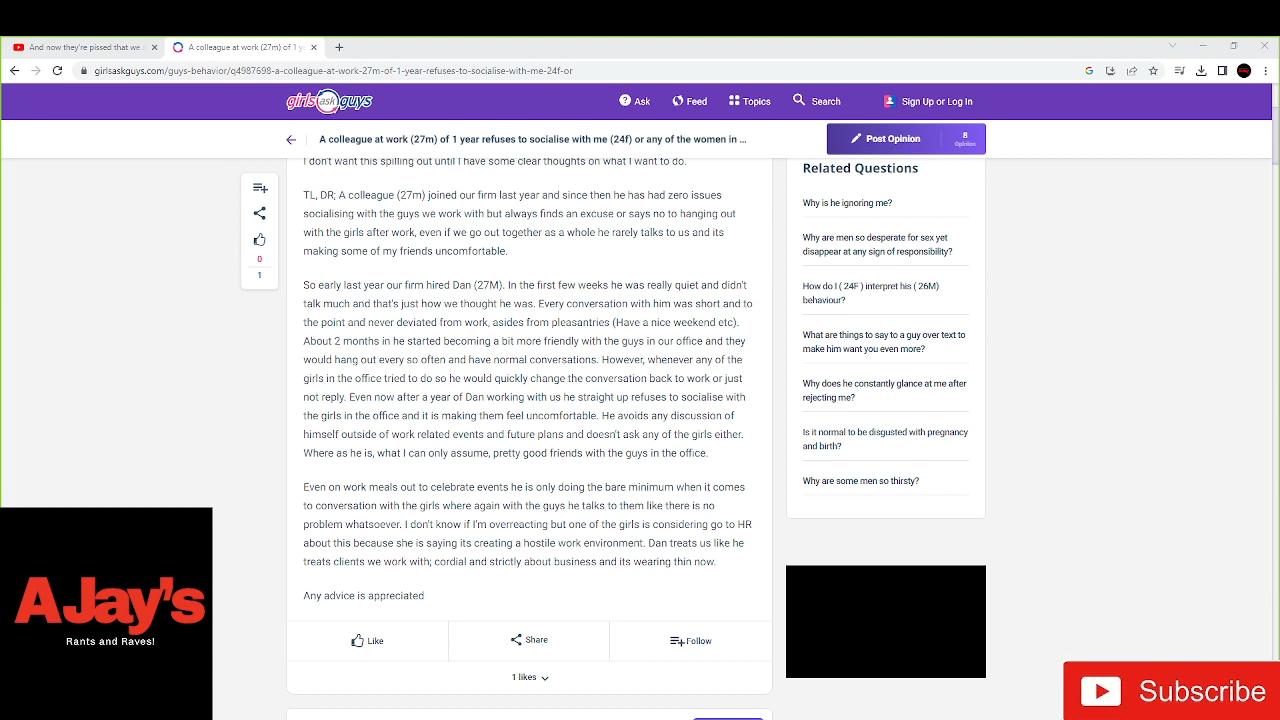 And now they're pissed that we
A colleague at work (27m) of 1 ye
girlsaskguys.com/guys-behavior/q4987698-a-colleague-at-work-27m-of-1-year-refuses-to-socialise-with-me-24f-or
girls ask guys
Ask
Feed
Topics
Search
Sign Up or Log In
A colleague at work (27m) of 1 year refuses to socialise with me (24f) or any of the women in ...
Post Opinion
8
Opinion
I don't want this spilling out until I have some clear thoughts on what I want to do.
TL, DR; A colleague (27m) joined our firm last year and since then he has had zero issues
socialising with the guys we work with but always finds an excuse or says no to hanging out
with the girls after work, even if we go out together as a whole he rarely talks to us and its
making some of my friends uncomfortable.
So early last year our firm hired Dan (27M). In the first few weeks he was really quiet and didn't
talk much and that's just how we thought he was. Every conversation with him was short and to
the point and never deviated from work, asides from pleasantries (Have a nice weekend etc).
About 2 months in he started becoming a bit more friendly with the guys in our office and they
would hang out every so often and have normal conversations. However, whenever any of the
girls in the office tried to do so he would quickly change the conversation back to work or just
not reply. Even now after a year of Dan working with us he straight up refuses to socialise with
the girls in the office and it is making them feel uncomfortable. He avoids any discussion of
himself outside of work related events and future plans and doesn't ask any of the girls either.
Where as he is, what I can only assume, pretty good friends with the guys in the office.
Even on work meals out to celebrate events he is only doing the bare minimum when it comes
to conversation with the girls where again with the guys he talks to them like there is no
problem whatsoever. I don't know if I'm overreacting but one of the girls is considering go to HR
about this because she is saying its creating a hostile work environment. Dan treats us like he
treats clients we work with; cordial and strictly about business and its wearing thin now.
Any advice is appreciated
Like
Share
Follow
1 likes
0
1
Related Questions
Why is he ignoring me?
Why are men so desperate for sex yet
disappear at any sign of responsibility?
How do I ( 24F ) interpret his ( 26M)
behaviour?
What are things to say to a guy over text to
make him want you even more?
Why does he constantly glance at me after
rejecting me?
Is it normal to be disgusted with pregnancy
and birth?
Why are some men so thirsty?
AJay's
Rants and Raves!
Subscribe